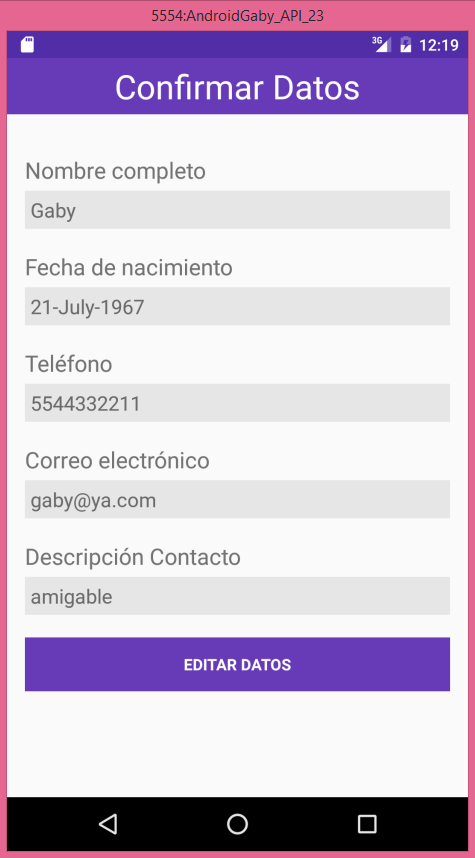 5554:AndroidGaby_API_23
3G 12:19
Confirmar Datos
Nombre completo
Gaby
Fecha de nacimiento
21-July-1967
Teléfono
5544332211
Correo electrónico
gaby@ya.com
Descripción Contacto
amigable
EDITAR DATOS